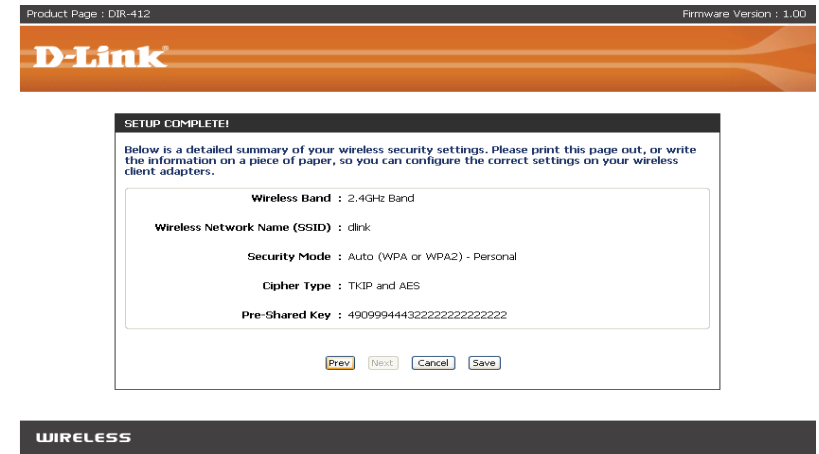 Product Page : DIR-412 Firmware Version : 1.00
D-Link
SETUP COMPLETE!
Below is a detailed summary of your wireless security settings. Please print this page out, or write
the information on a piece of paper, so you can configure the correct settings on your wireless
client adapters.
Wireless Band : 2.4GHz Band
Wireless Network Name (SSID) : dlink
Security Mode : Auto (WPA or WPA2) - Personal
Cipher Type : TKIP and AES
Pre-Shared Key : 490999444322222222222222
Prev Next Cancel Save
WIRELESS